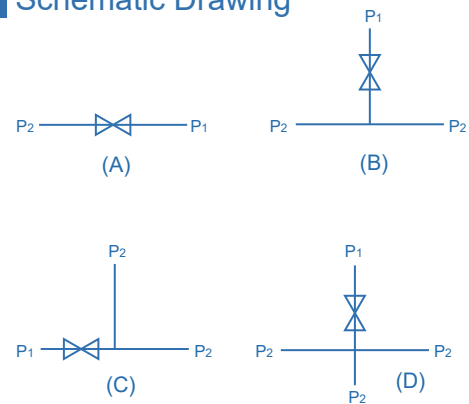 Schematic Drawing
P1
P2 P1
P2 P2
(A)
(B)
P2
P1 P2
(C)
P1
P2 P2
(D)
P2